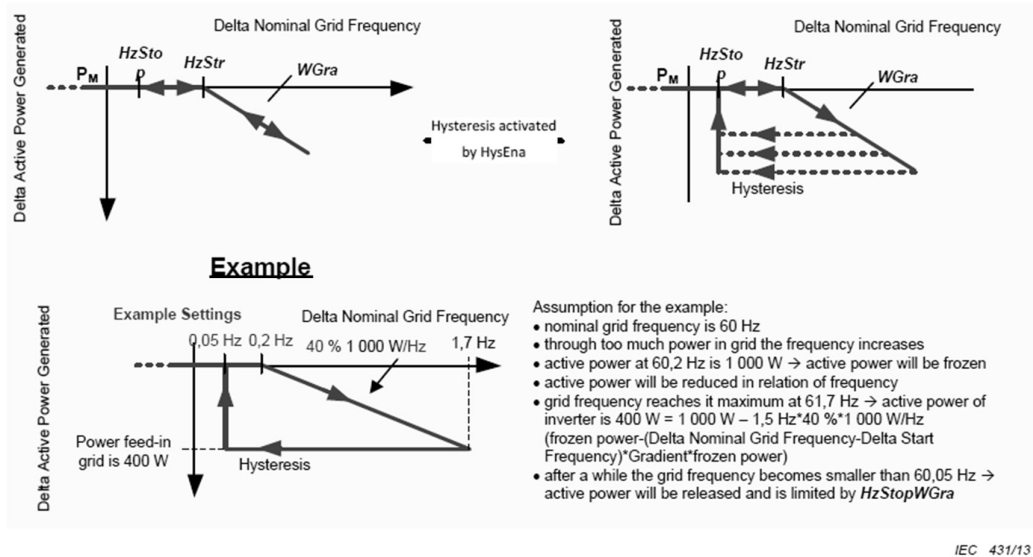 Delta Nominal Grid Frequency
Delta Active Power Generated
HzSto
p
HzStr
WGra
PM
Hysteresis activated
by HysEna
Delta Nominal Grid Frequency
Delta Active Power Generated
HzSto
p
HzStr
WGra
PM
Hysteresis
Example
Example Settings
Delta Nominal Grid Frequency
0,05 Hz 0,2 Hz 40 % 1 000 W/Hz 1,7 Hz
Delta Active Power Generated
Power feed-in
grid is 400 W
Hysteresis
Assumption for the example:
• nominal grid frequency is 60 Hz
• through too much power in grid the frequency increases
• active power at 60,2 Hz is 1 000 W → active power will be frozen
• active power will be reduced in relation of frequency
• grid frequency reaches it maximum at 61,7 Hz → active power of
inverter is 400 W = 1 000 W – 1,5 Hz*40 %*1 000 W/Hz
(frozen power-(Delta Nominal Grid Frequency-Delta Start
Frequency)*Gradient*frozen power)
• after a while the grid frequency becomes smaller than 60,05 Hz →
active power will be released and is limited by HzStopWGra
IEC 431/13